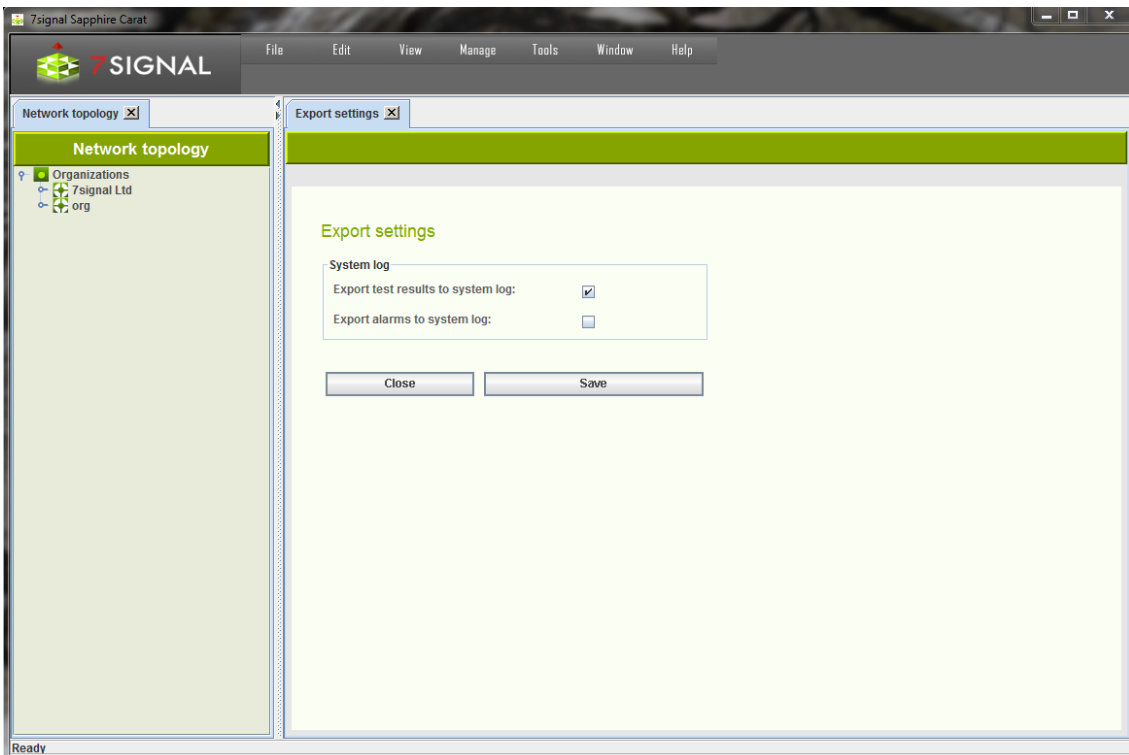 7signal Sapphire Carat
7SIGNAL
File Edit View Manage Tools Window Help
Network topology
Export settings
Network topology
Organizations
7signal Ltd
org
Export settings
System log
Export test results to system log:
Export alarms to system log:
Close Save
Ready